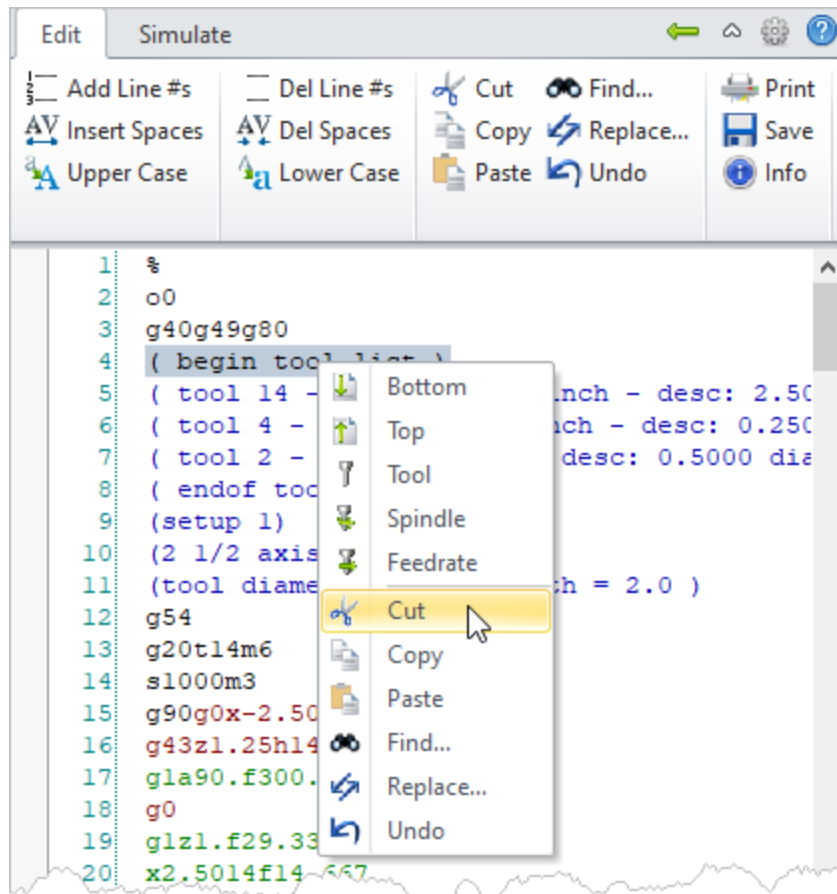 Edit Simulate
Add Line #s Del Line #s Cut Find... Print
Insert Spaces Del Spaces Copy Replace... Save
Upper Case Lower Case Paste Undo Info
1 %
2 o0
3 g40g49g80
4 ( begin tool list )
5 ( tool 14 - Bottom inch - desc: 2.50
6 ( tool 4 - Top inch - desc: 0.250
7 ( tool 2 - Tool desc: 0.5000 dia
8 ( endof Spindle
9 (setup 1)
10 (2 1/2 axis Feedrate
11 (tool = 2.0 )
12 g54 Cut
13 g20t14m6 Copy
14 s1000m3 Paste
15 g90g0x-2.50
16 g43z1.25h14 Find...
17 g1a90.f300. Replace...
18 g0
19 g1z1.f29.33 Undo
20 x2.5014f14.667